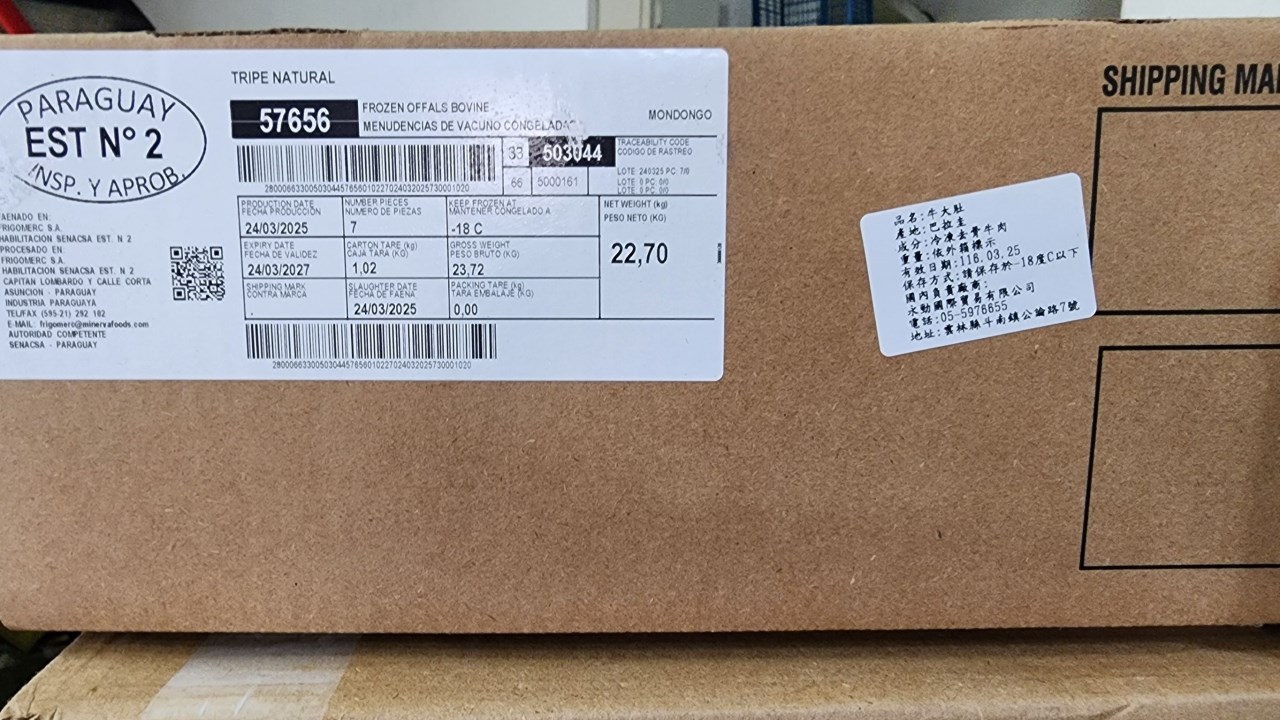 PARAGUAY
EST Nº 2
INSP. Y APROB.
AENADO EN:
FRIGOMERC S.A.
HABILITACION SENACSA EST. N 2
PROCESADO EN:
FRIGOMERC S.A.
HABILITACION SENACSA EST. N 2
CAPITAN LOMBARDO Y CALLE CORTA
ASUNCION - PARAGUAY
INDUSTRIA PARAGUAYA
TEL/FAX (595-21) 292 102
E-MAIL: frigomerc@minervafoods.com
AUTORIDAD COMPETENTE
SENACSA - PARAGUAY
TRIPE NATURAL
57656
FROZEN OFFALS BOVINE
MENUDENCIAS DE VACUNO CONGELADA
MONDONGO
33 503044
66 5000161
TRACEABILITY CODE
CODIGO DE RASTREO
LOTE: 240325 PC: 7/0
LOTE: 0 PC: 0/0
LOTE: 0 PC: 0/0
PRODUCTION DATE
FECHA PRODUCCIÓN
24/03/2025
NUMBER PIECES
NUMERO DE PIEZAS
7
KEEP FROZEN AT
MANTENER CONGELADO A
-18 C
NET WEIGHT (kg)
PESO NETO (KG)
22,70
EXPIRY DATE
FECHA DE VALIDEZ
24/03/2027
CARTON TARE (kg)
CAJA TARA (KG)
1,02
GROSS WEIGHT
PESO BRUTO (KG)
23,72
SHIPPING MARK
CONTRA MARCA
.
SLAUGHTER DATE
FECHA DE FAENA
24/03/2025
PACKING TARE (kg)
TARA EMBALAJE (KG)
0,00
品名:牛大肚
產地:巴拉圭
成分:冷凍去骨牛肉
重量:依外箱標示
有效日期:116.03.25
保存方式:請保存於-18度C以下
國內負責廠商:
永勳國際貿易有限公司
電話:05-5976655
地址:雲林縣斗南鎮公論路7號
SHIPPING MA